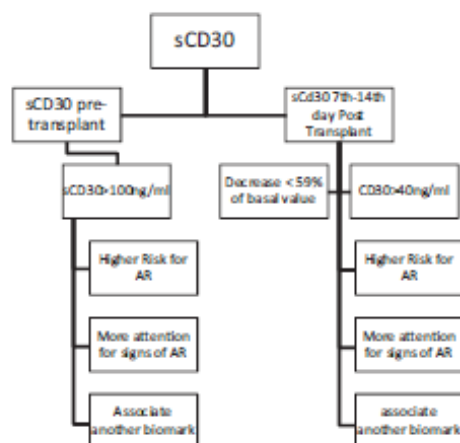 sCD30
sCD30 pre-
transplant
sCd30 7th-14th
day Post
Transplant
sCD30>100ng/ml
Decrease <59%
of basal value
CD30>40ng/ml
Higher Risk for
AR
Higher Risk for
AR
More attention
for signs of AR
More attention
for signs of AR
Associate
another biomark
associate
another biomark